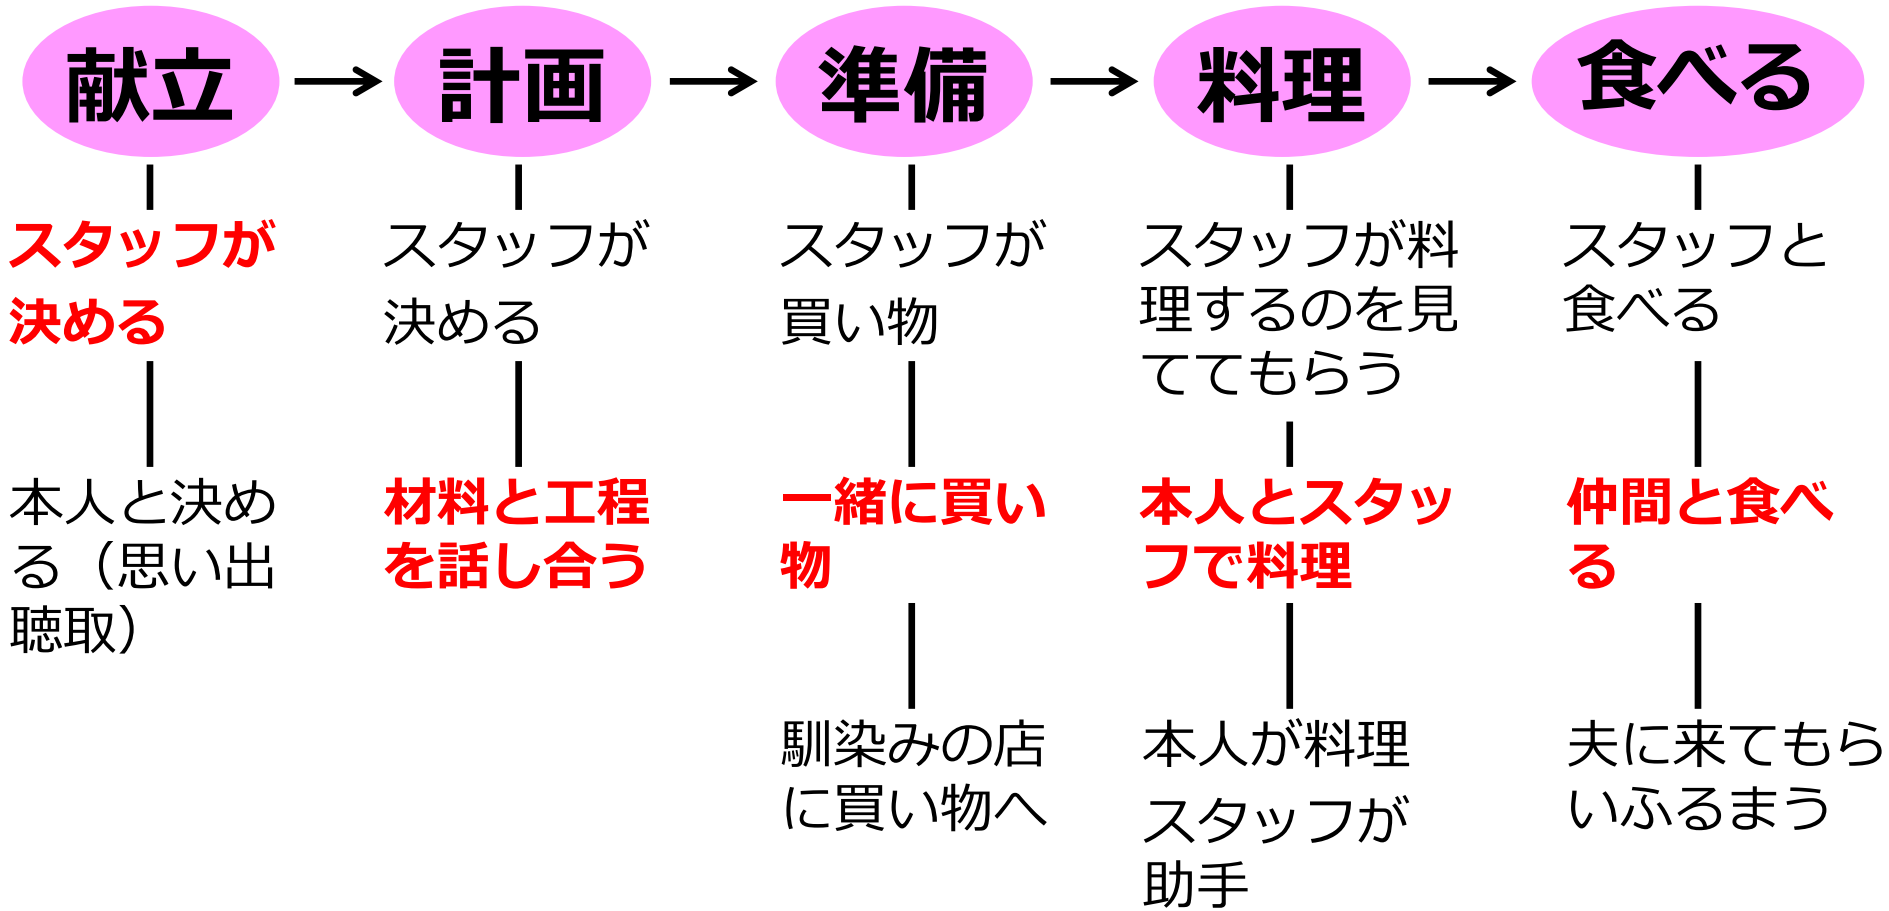 献立
計画
準備
料理
食べる
スタッフが
決める
スタッフが
決める
スタッフが
買い物
スタッフが料
理するのを見
ててもらう
スタッフと
食べる
本人と決め
る（思い出
聴取）
材料と工程
を話し合う
一緒に買い
物
本人とスタッ
フで料理
仲間と食べ
る
馴染みの店
に買い物へ
本人が料理
スタッフが
助手
夫に来てもら
いふるまう